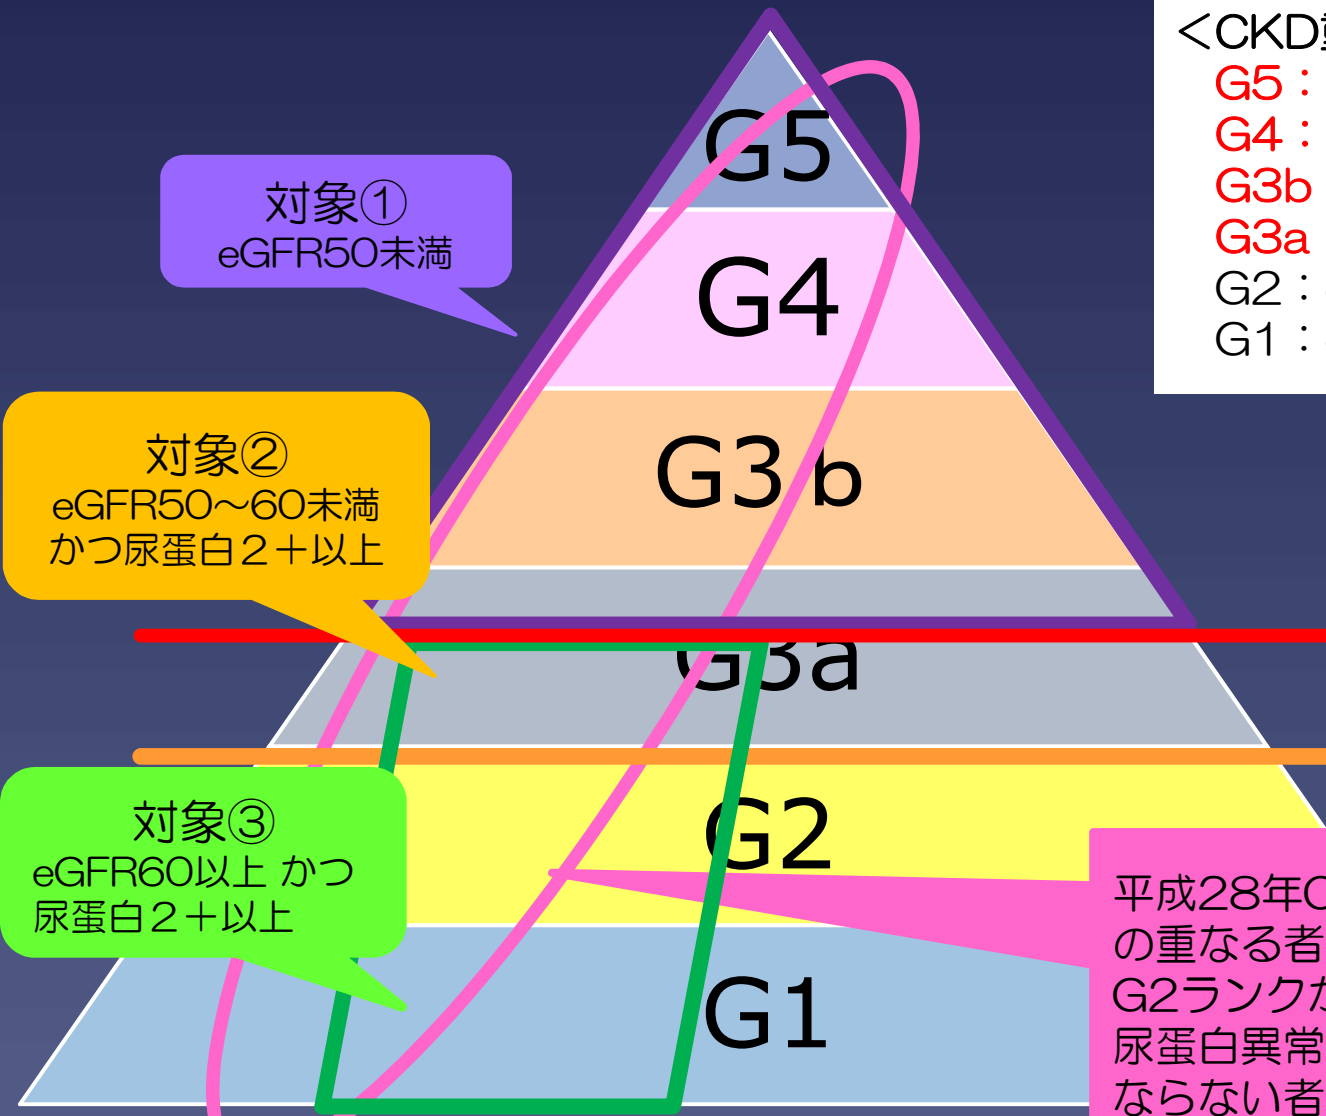 ＜CKD
G5：
G4：
G3b
G3a
G2：
G1：
対象①
eGFR50未満
対象②
eGFR50～60未満
かつ尿蛋白２＋以上
対象③
eGFR60以上 かつ
尿蛋白２＋以上
G5
G4
G3b
G3a
G2
G1
平成28年C
の重なる者
G2ランク
尿蛋白異常
ならない者